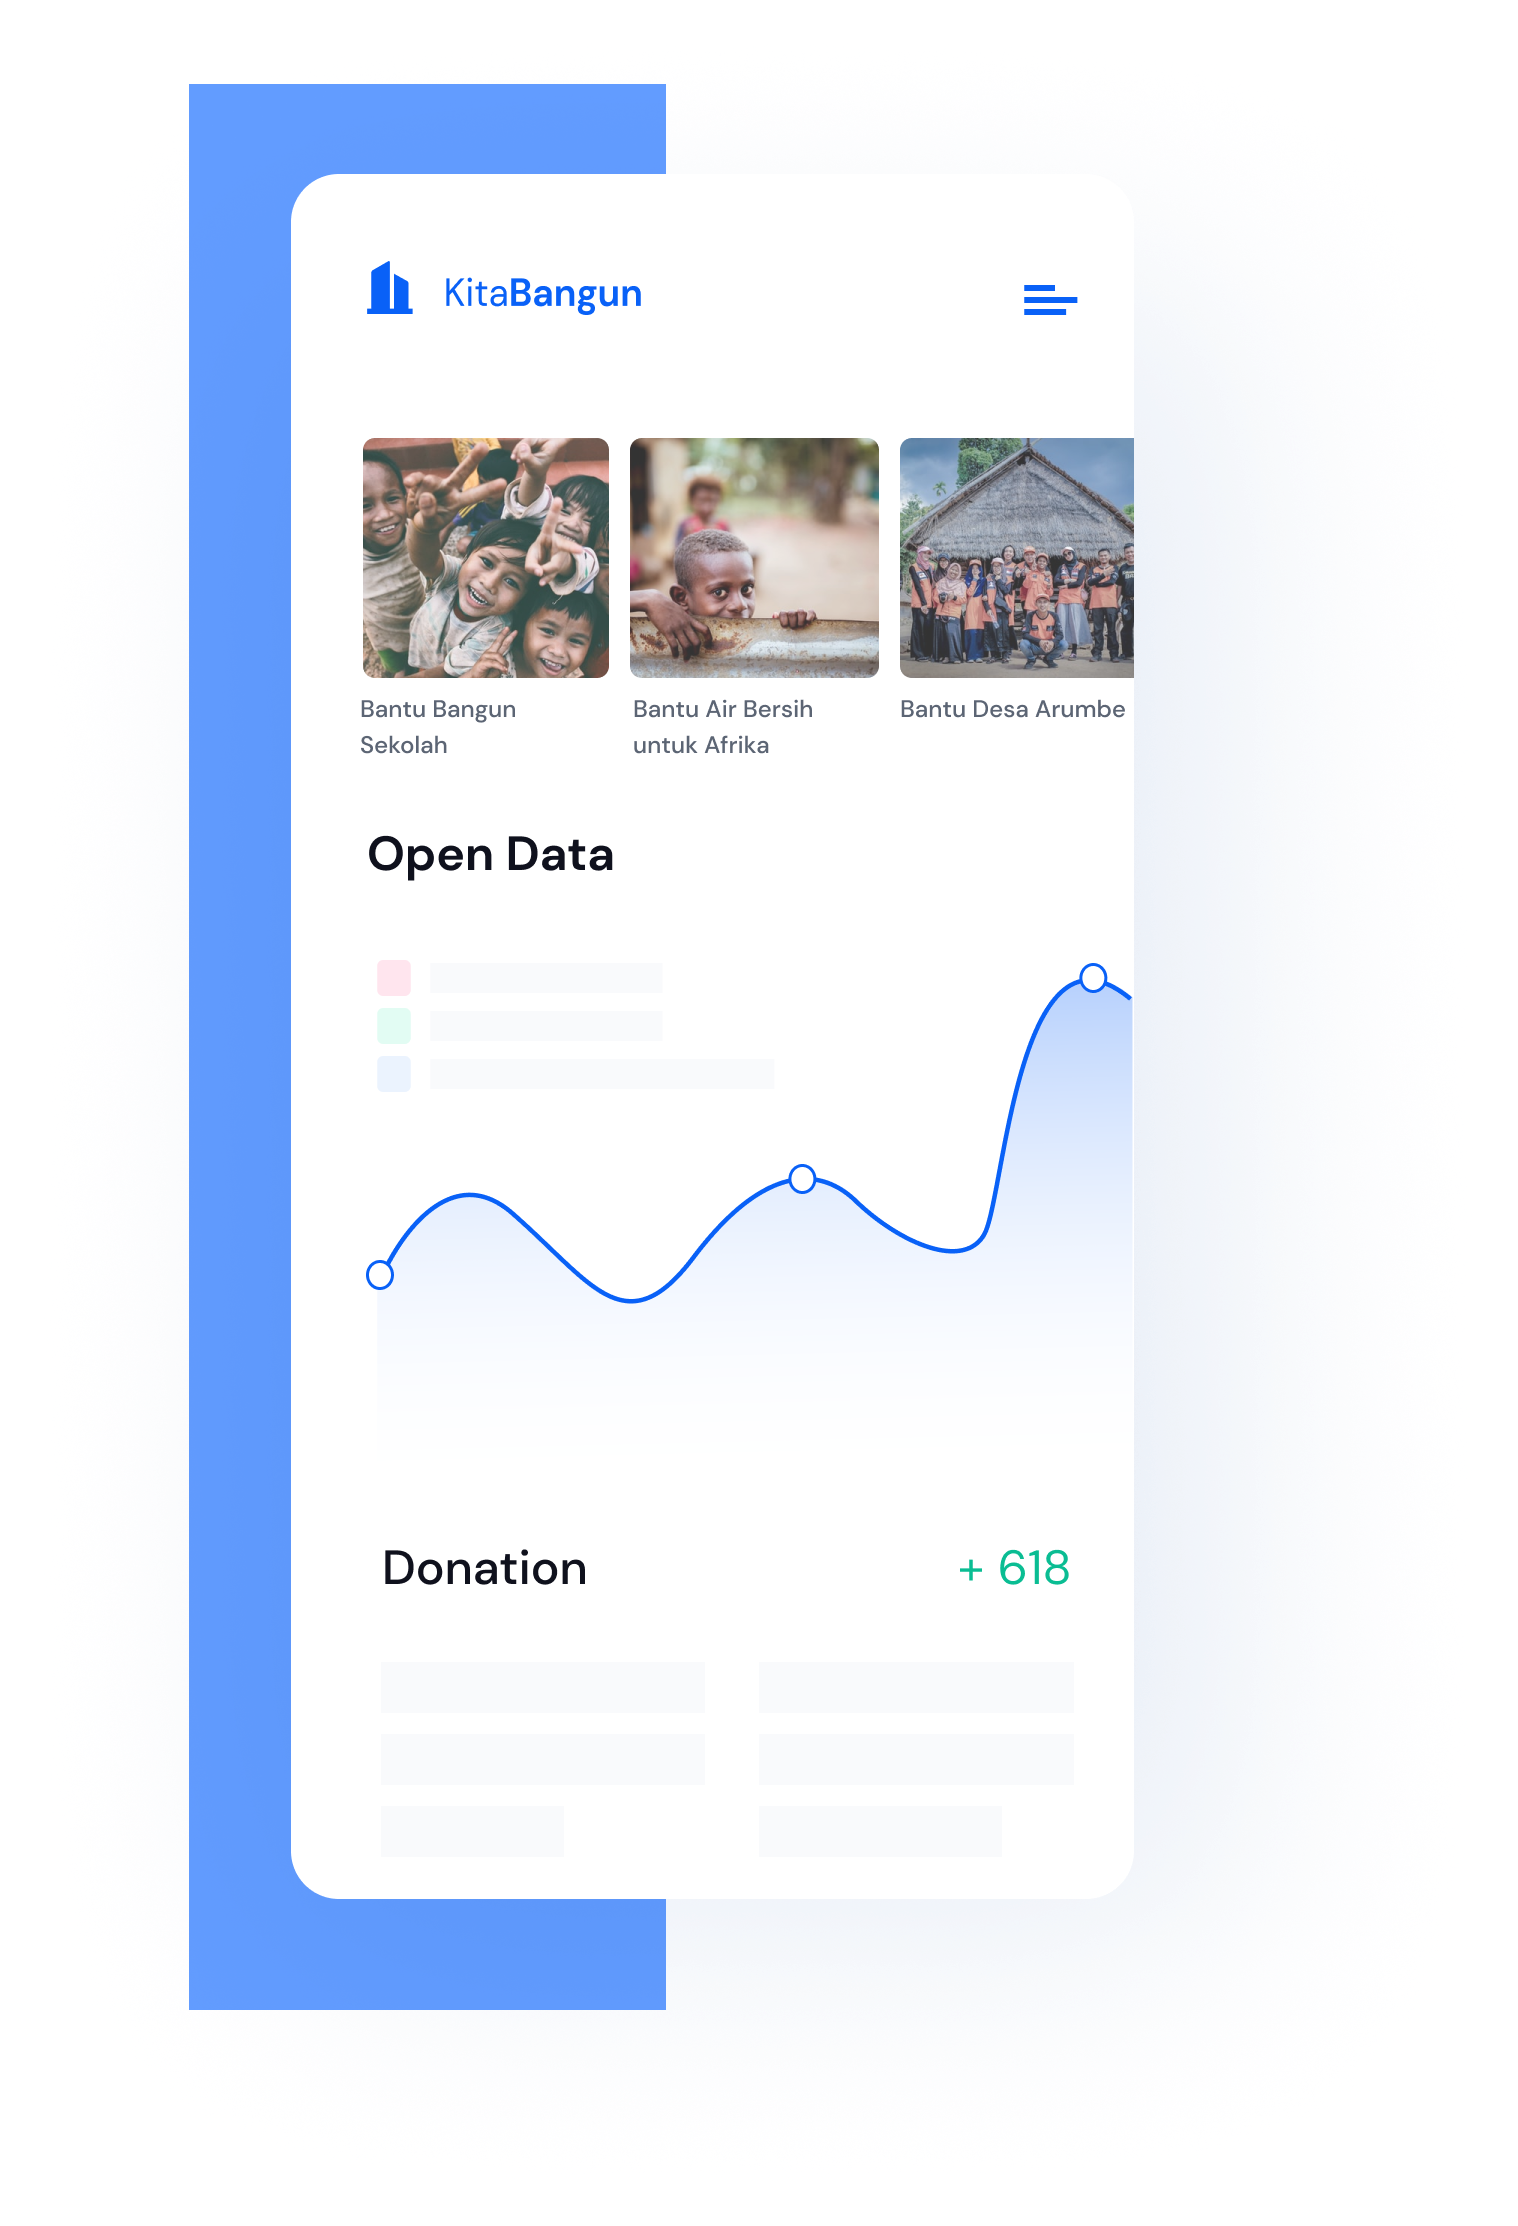 KitaBangun
Bantu Bangun
Sekolah
Bantu Air Bersih
untuk Afrika
Bantu Desa Arumbe
Open Data
Donation
+ 618